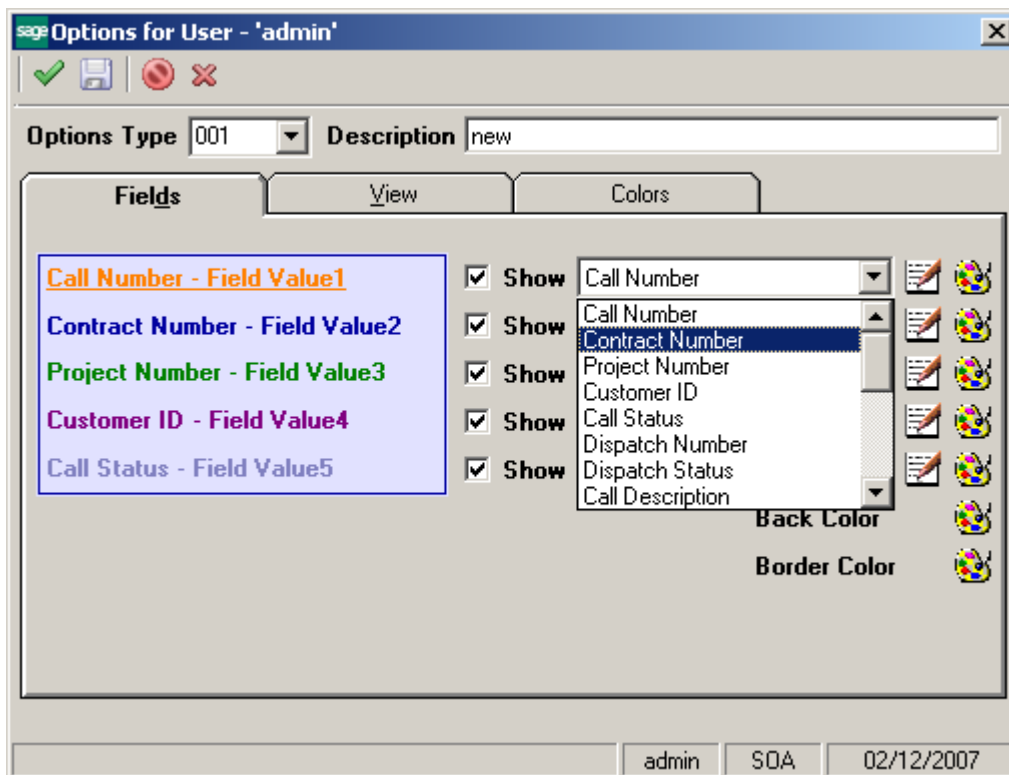 sage Options for User - 'admin'
Options Type 001 Description new
Fields View Colors
Call Number - Field Value1 Show Call Number
Contract Number - Field Value2 Show
Project Number - Field Value3 Show
Customer ID - Field Value4 Show
Call Status - Field Value5 Show
Call Number
Contract Number
Project Number
Customer ID
Call Status
Dispatch Number
Dispatch Status
Call Description
Back Color
Border Color
admin SOA 02/12/2007